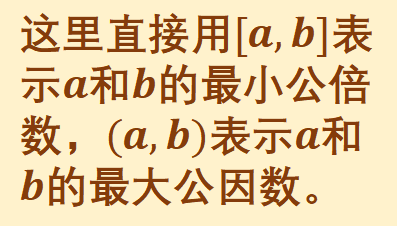 这里直接用[a, b]表
示a和b的最小公倍
数，(a, b)表示a和
b的最大公因数。